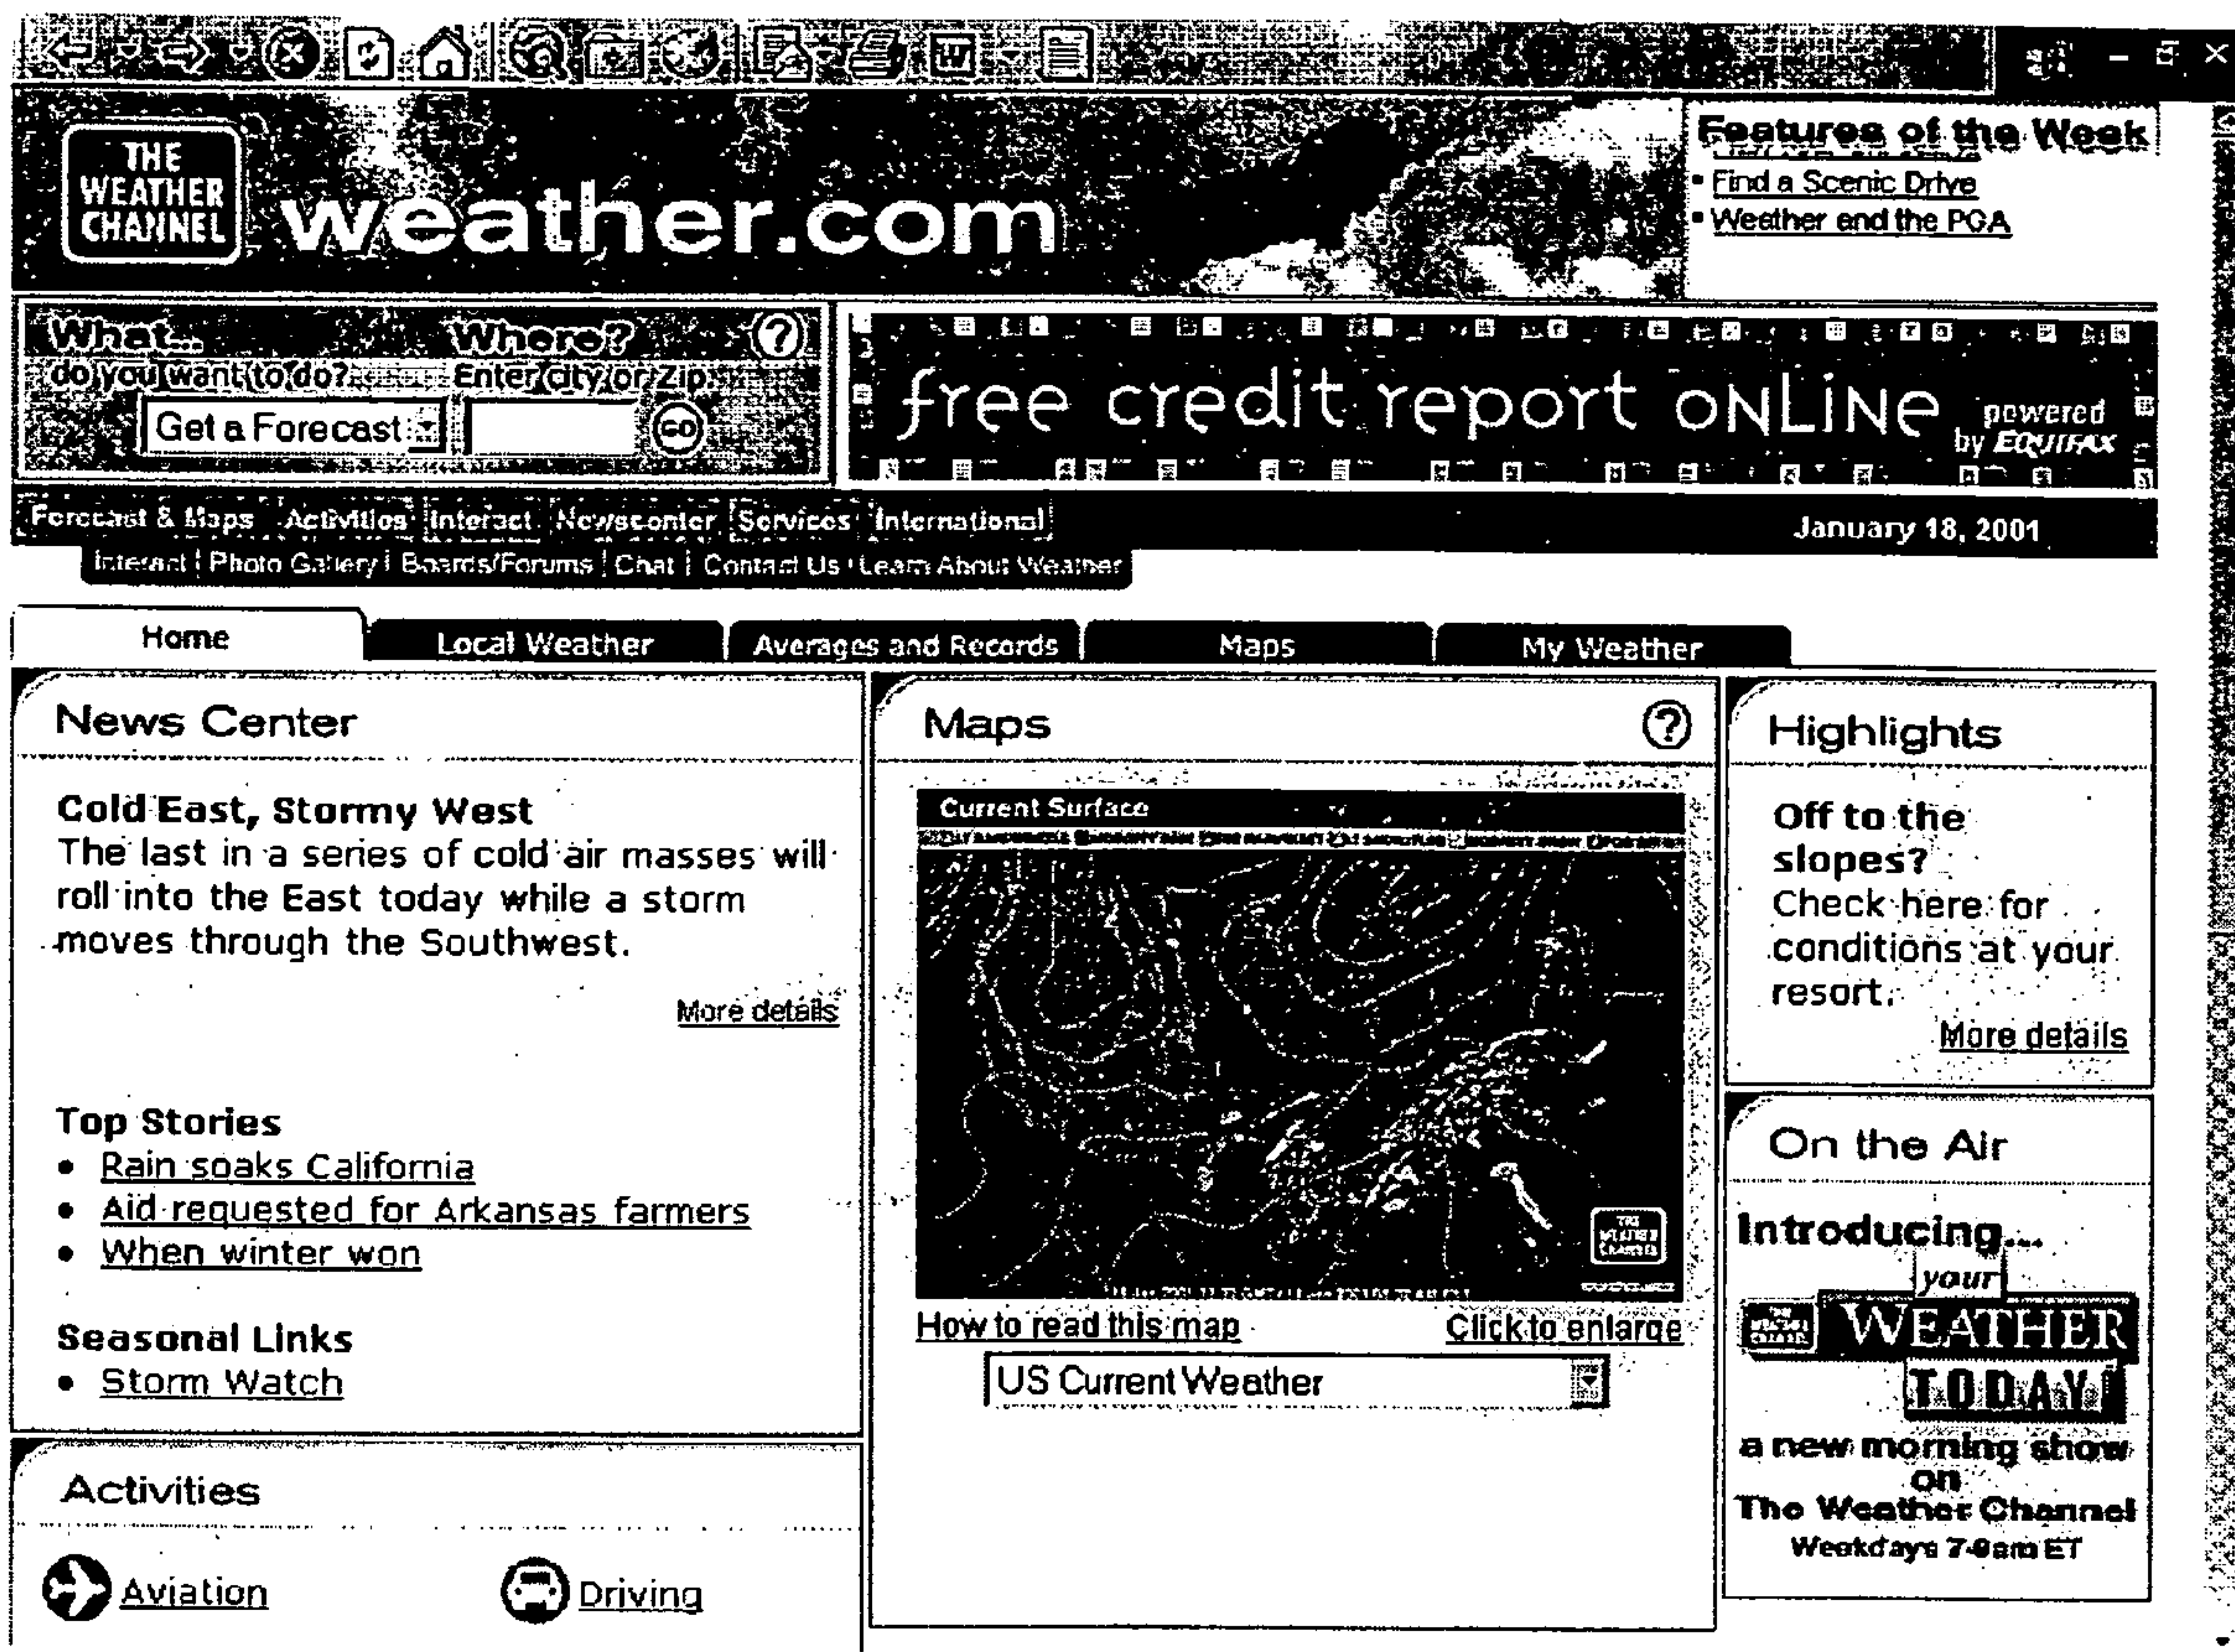 THE
WEATHER
CHANNEL
weather.com
Features of the Week
Find a Scenic Drive
Weather and the PGA
What...
do you want to do?
Where?
Enter city or Zip.
Get a Forecast
GO
free credit report ONLiNe
powered
by EQUIFAX
Forecast & Maps Activities Interact Newscenter Services International
January 18, 2001
Interact | Photo Gallery | Boards/Forums | Chat | Contact Us | Learn About Weather
Home
Local Weather
Averages and Records
Maps
My Weather
News Center
Cold East, Stormy West
The last in a series of cold air masses will
roll into the East today while a storm
moves through the Southwest.
More details
Top Stories
• Rain soaks California
• Aid requested for Arkansas farmers
• When winter won
Seasonal Links
• Storm Watch
Activities
Aviation
Driving
Maps
?
Current Surface
THE
WEATHER
CHANNEL
How to read this map
Click to enlarge
US Current Weather
Highlights
Off to the
slopes?
Check here for
conditions at your
resort.
More details
On the Air
Introducing...
your
THE
WEATHER
CHANNEL
WEATHER
TODAY
a new morning show
on
The Weather Channel
Weekdays 7-9am ET